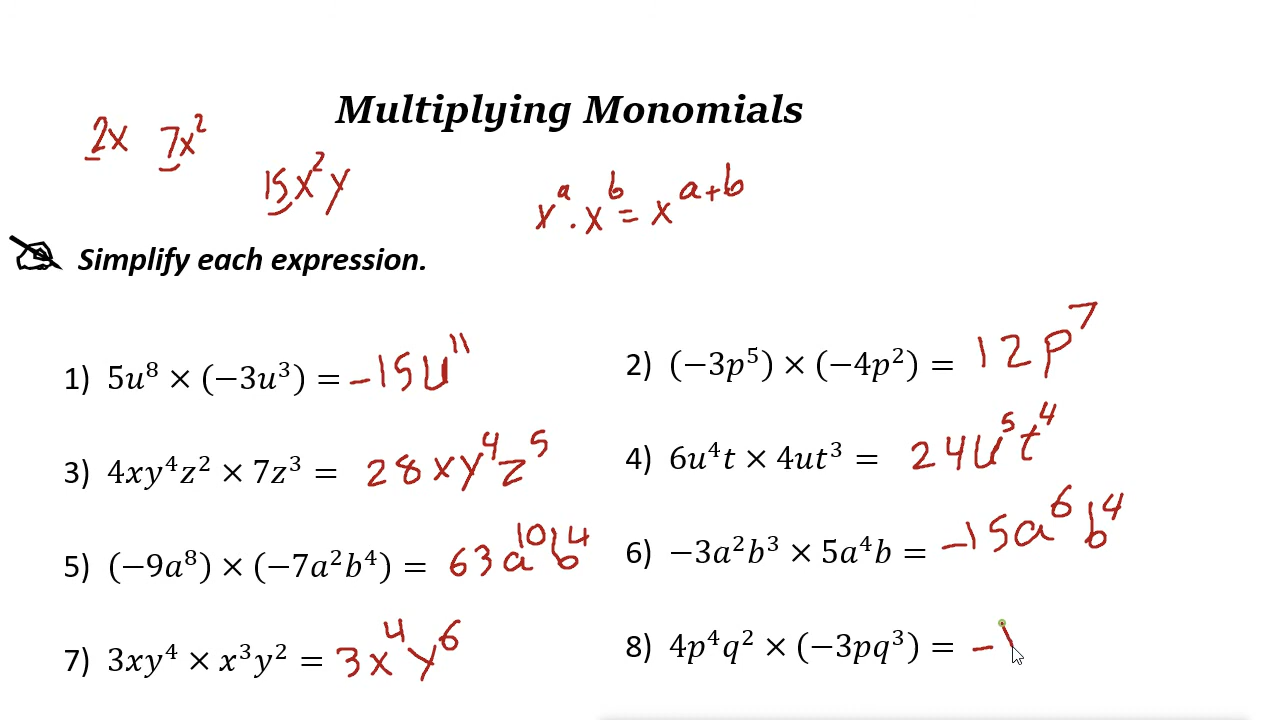 Multiplying Monomials
2x 7x²
15x²y
xᵃ · xᵇ = xᵃ⁺ᵇ
Simplify each expression.
1) 5u⁸ × (−3u³) = −15u¹¹
2) (−3p⁵) × (−4p²) = 12p⁷
3) 4xy⁴z² × 7z³ = 28xy⁴z⁵
4) 6u⁴t × 4ut³ = 24u⁵t⁴
5) (−9a⁸) × (−7a²b⁴) = 63a¹⁰b⁴
6) −3a²b³ × 5a⁴b = −15a⁶b⁴
7) 3xy⁴ × x³y² = 3x⁴y⁶
8) 4p⁴q² × (−3pq³) = −